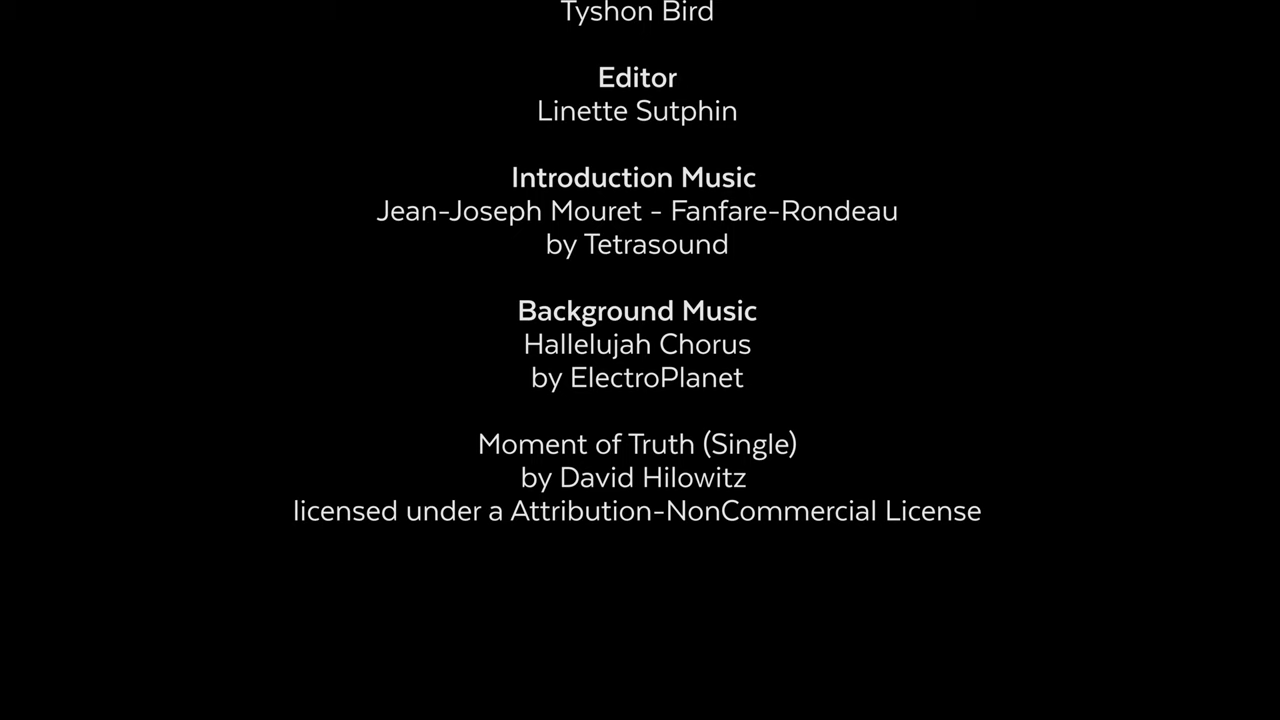 Tyshon Bird
Editor
Linette Sutphin
Introduction Music
Jean-Joseph Mouret - Fanfare-Rondeau
by Tetrasound
Background Music
Hallelujah Chorus
by ElectroPlanet
Moment of Truth (Single)
by David Hilowitz
licensed under a Attribution-NonCommercial License